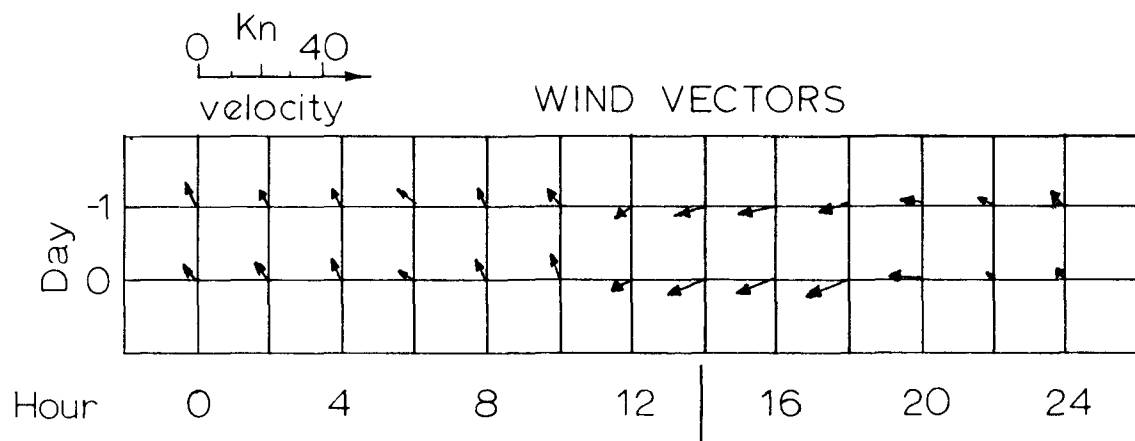 Kn
0 40
velocity
WIND VECTORS
Day
-1
0
Hour 0 4 8 12 16 20 24